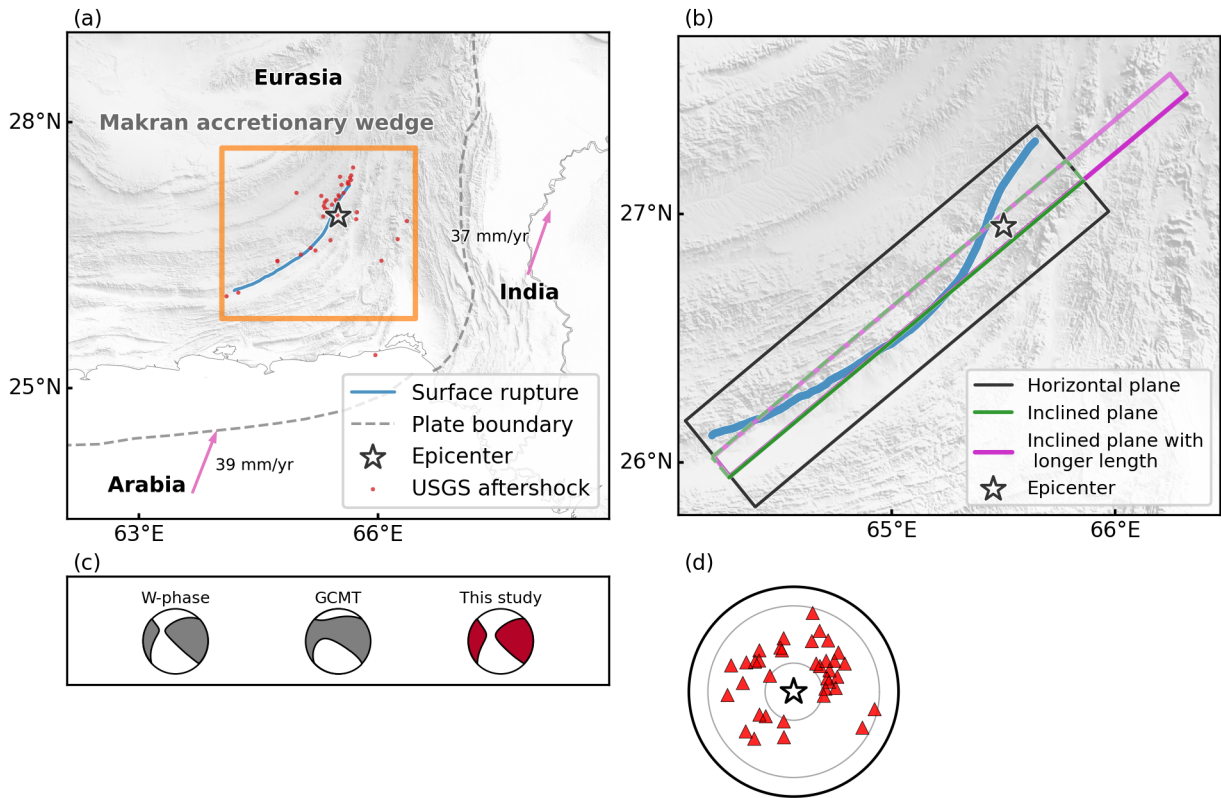 (a)
Eurasia
Makran accretionary wedge
28°N
37 mm/yr
India
25°N
Surface rupture
Plate boundary
Epicenter
USGS aftershock
39 mm/yr
Arabia
63°E
66°E
(b)
27°N
26°N
Horizontal plane
Inclined plane
Inclined plane with
longer length
Epicenter
65°E
66°E
(c)
W-phase
GCMT
This study
(d)